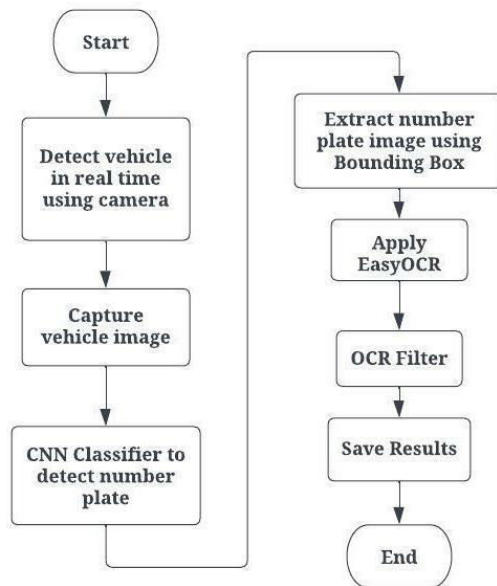 Start
Detect vehicle
in real time
using camera
Capture
vehicle image
CNN Classifier to
detect number
plate
Extract number
plate image using
Bounding Box
Apply
EasyOCR
OCR Filter
Save Results
End